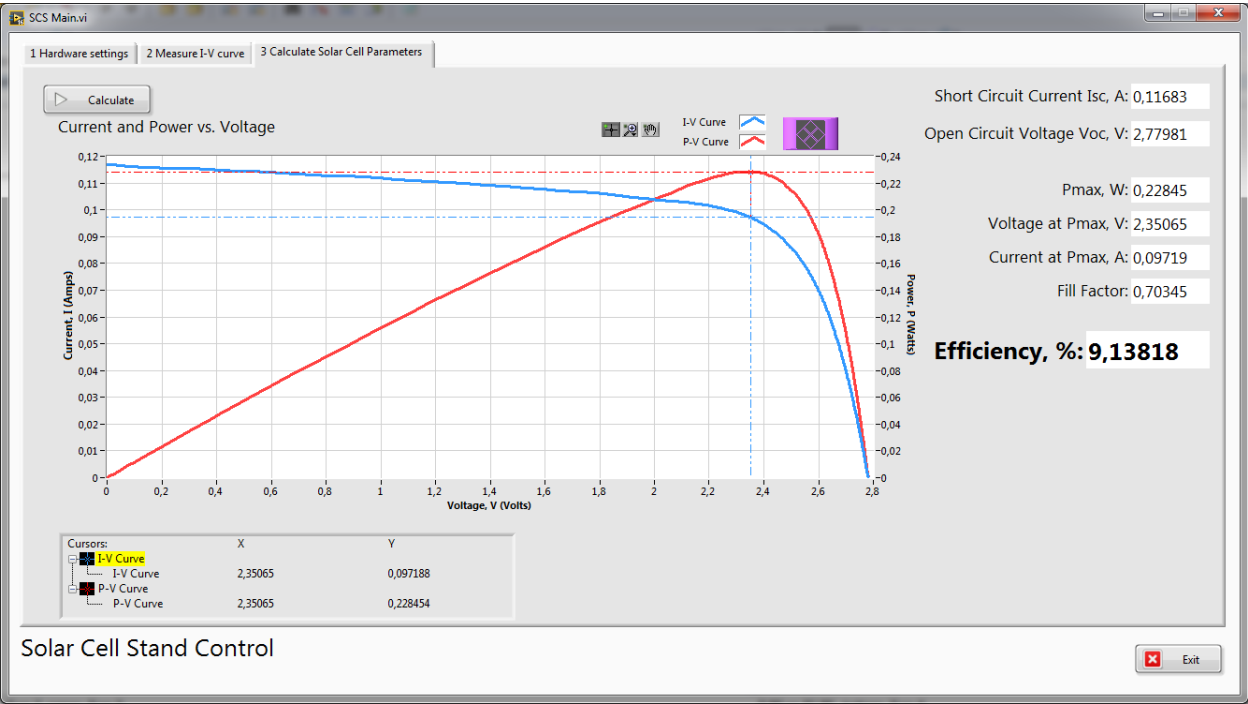 SCS Main.vi
1 Hardware settings
2 Measure I-V curve
3 Calculate Solar Cell Parameters
Calculate
Current and Power vs. Voltage
I-V Curve
P-V Curve
0,12
0,11
0,1
0,09
0,08
0,07
0,06
0,05
0,04
0,03
0,02
0,01
0
Current, I (Amps)
0
0,2
0,4
0,6
0,8
1
1,2
1,4
1,6
1,8
2
2,2
2,4
2,6
2,8
Voltage, V (Volts)
0,24
0,22
0,2
0,18
0,16
0,14
0,12
0,1
0,08
0,06
0,04
0,02
0
Power, P (Watts)
Short Circuit Current Isc, A: 0,11683
Open Circuit Voltage Voc, V: 2,77981
Pmax, W: 0,22845
Voltage at Pmax, V: 2,35065
Current at Pmax, A: 0,09719
Fill Factor: 0,70345
Efficiency, %: 9,13818
Cursors: X Y
I-V Curve
I-V Curve 2,35065 0,097188
P-V Curve
P-V Curve 2,35065 0,228454
Solar Cell Stand Control
Exit